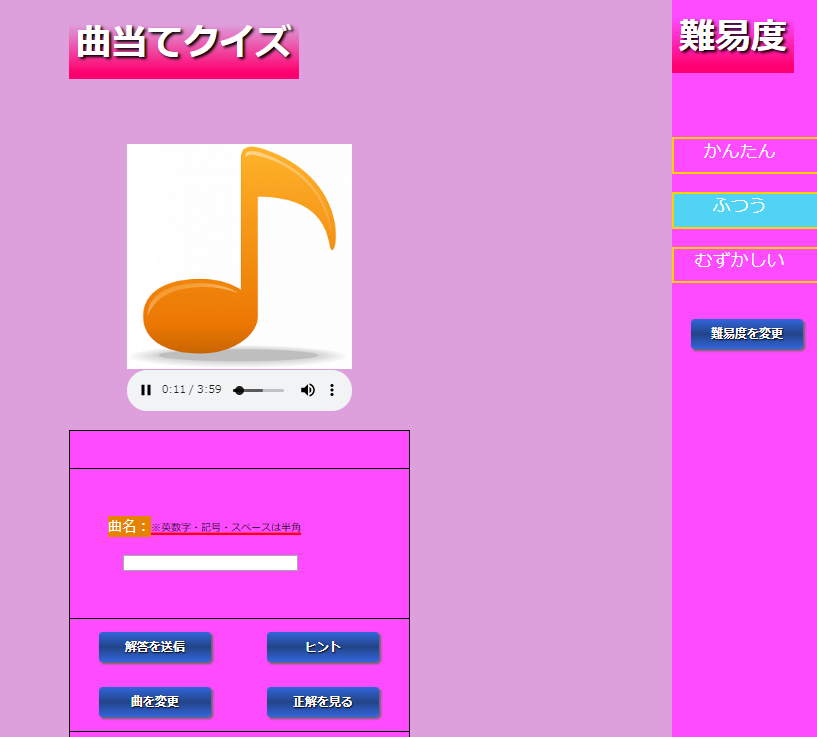 曲当てクイズ
0:11 / 3:59
曲名：※英数字・記号・スペースは半角
解答を送信
ヒント
曲を変更
正解を見る
難易度
かんたん
ふつう
むずかしい
難易度を変更